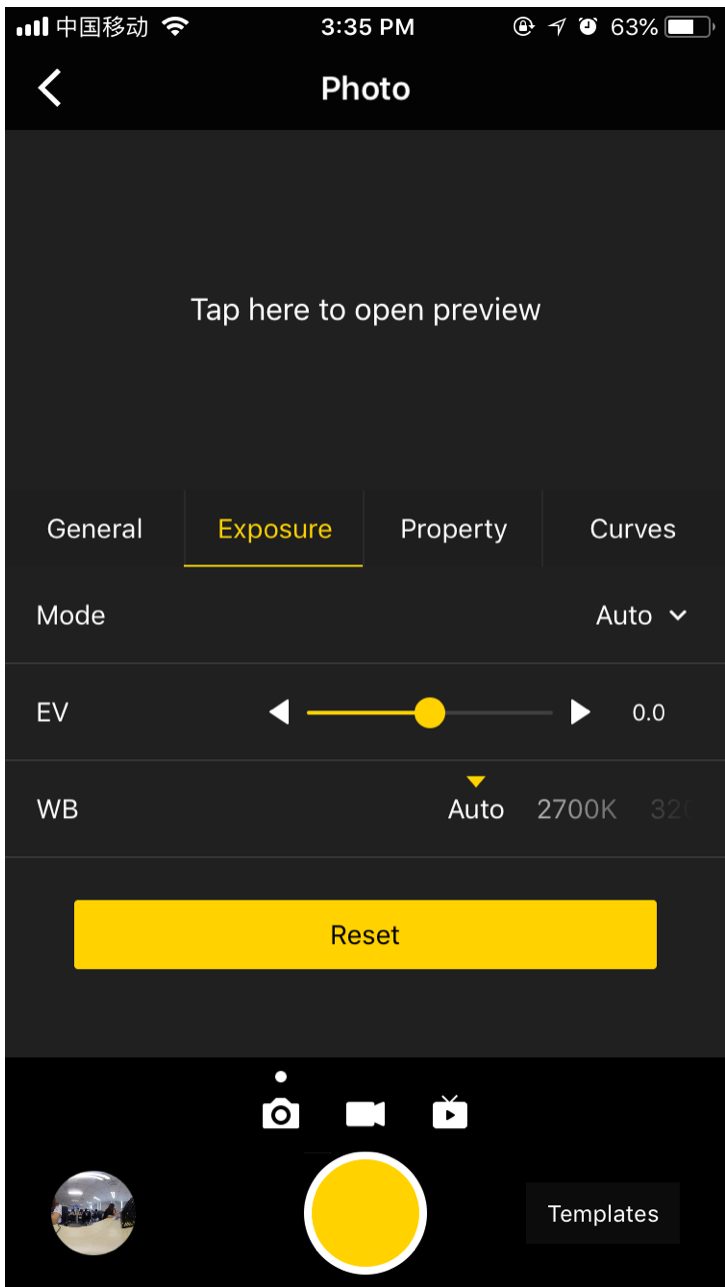 中国移动 3:35 PM 63%
Photo
Tap here to open preview
General Exposure Property Curves
Mode Auto
EV 0.0
WB Auto 2700K
Reset
Templates